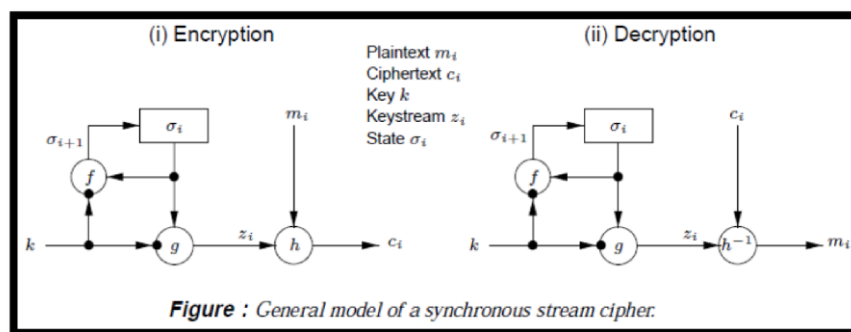 (i) Encryption
(ii) Decryption
Plaintext mᵢ
Ciphertext cᵢ
Key k
Keystream zᵢ
State σᵢ
σᵢ
mᵢ
σᵢ₊₁
f
k
g
zᵢ
h
cᵢ
σᵢ
cᵢ
σᵢ₊₁
f
k
g
zᵢ
h⁻¹
mᵢ
Figure : General model of a synchronous stream cipher.